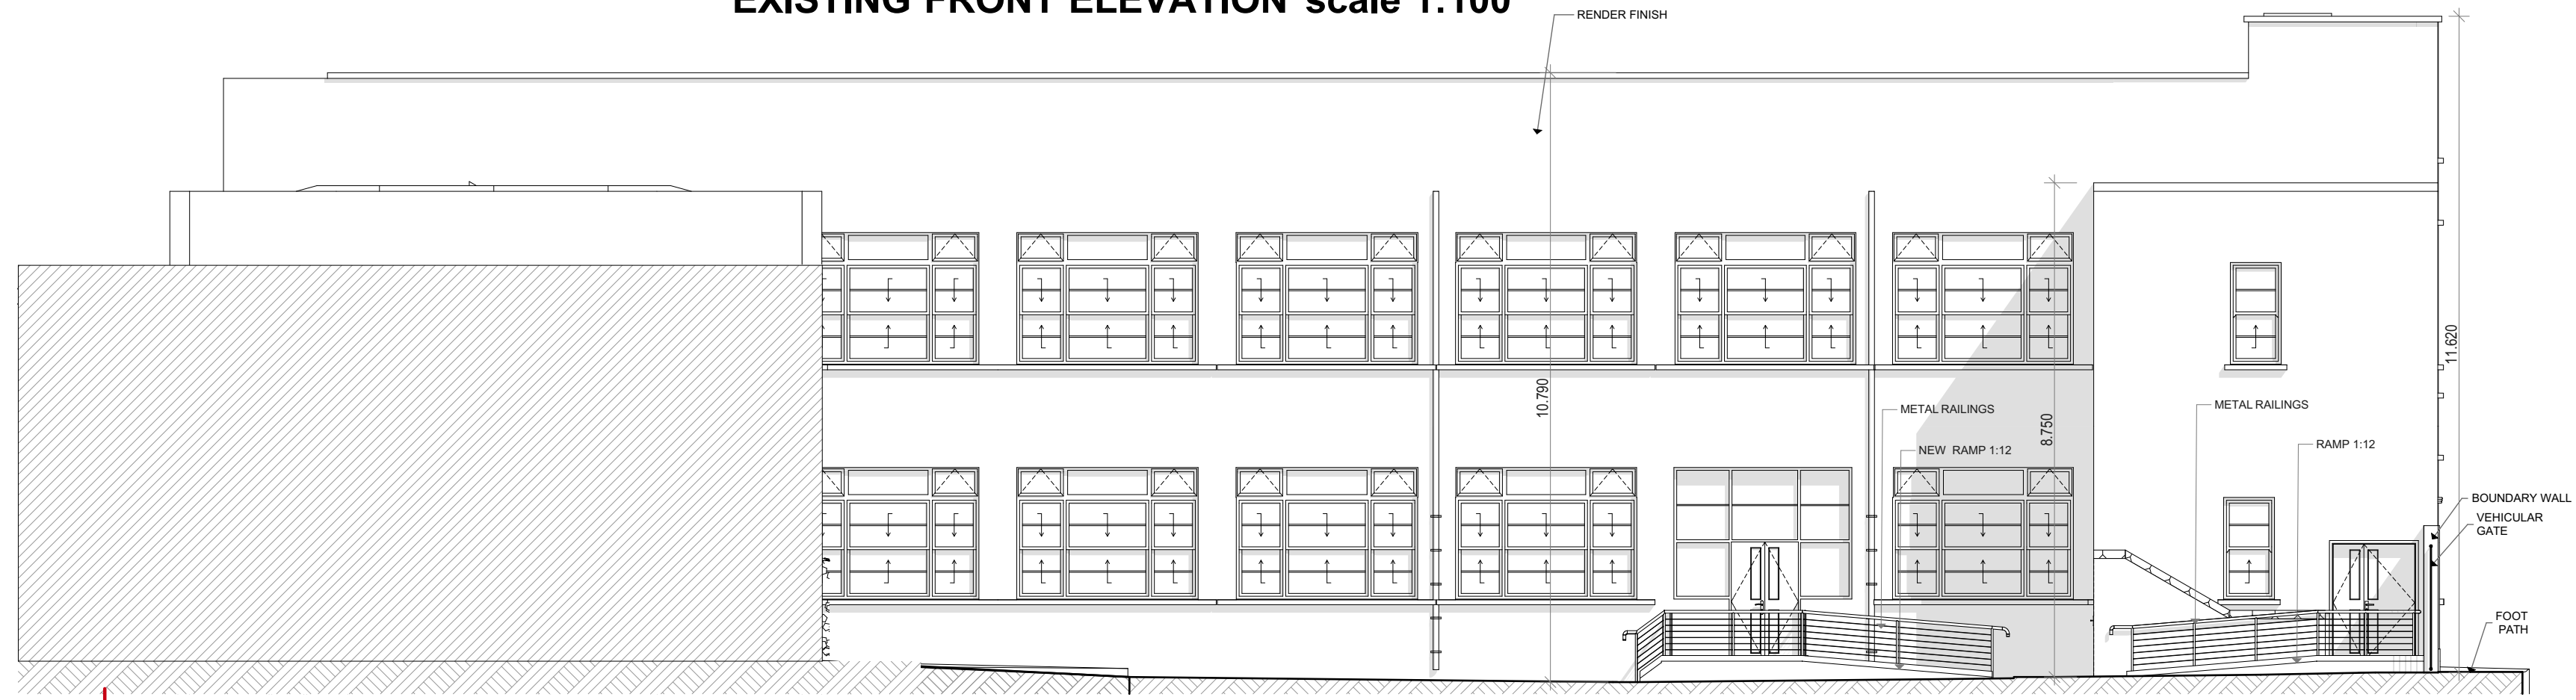 EXISTING FRONT ELEVATION scale 1:100
RENDER FINISH
11.620
10.790
METAL RAILINGS
8.750
METAL RAILINGS
NEW RAMP 1:12
RAMP 1:12
BOUNDARY WALL
VEHICULAR
GATE
FOOT
PATH